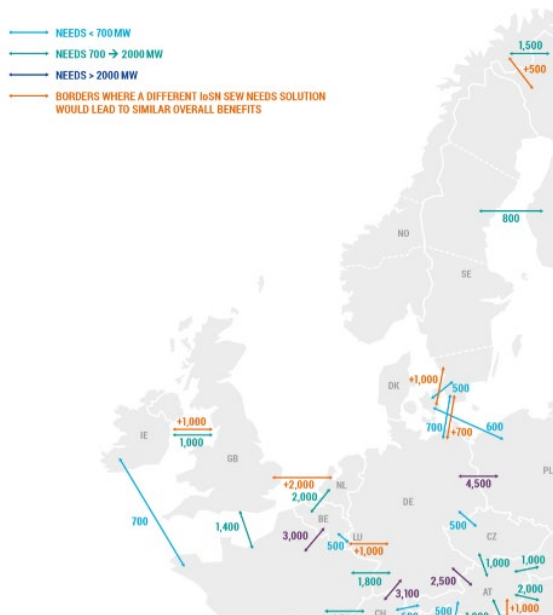 NEEDS < 700 MW
NEEDS 700 → 2000 MW
NEEDS > 2000 MW
BORDERS WHERE A DIFFERENT IoSN SEW NEEDS SOLUTION
WOULD LEAD TO SIMILAR OVERALL BENEFITS
1,500
+500
800
NO
SE
+1,000
500
DK
700
+700
600
+1,000
1,000
IE
GB
+2,000
2,000
NL
4,500
PL
DE
BE
700
1,400
3,000
500
LU
+1,000
500
CZ
1,800
3,100
2,500
1,000
1,000
AT
2,000
+1,000
CH
500